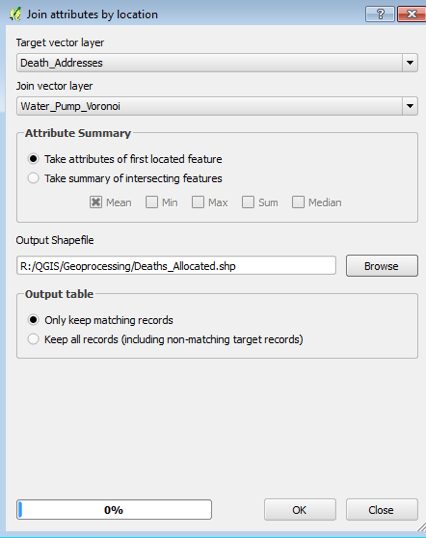 Join attributes by location
Target vector layer
Death_Addresses
Join vector layer
Water_Pump_Voronoi
Attribute Summary
Take attributes of first located feature
Take summary of intersecting features
Mean Min Max Sum Median
Output Shapefile
R:/QGIS/Geoprocessing/Deaths_Allocated.shp Browse
Output table
Only keep matching records
Keep all records (including non-matching target records)
0% OK Close